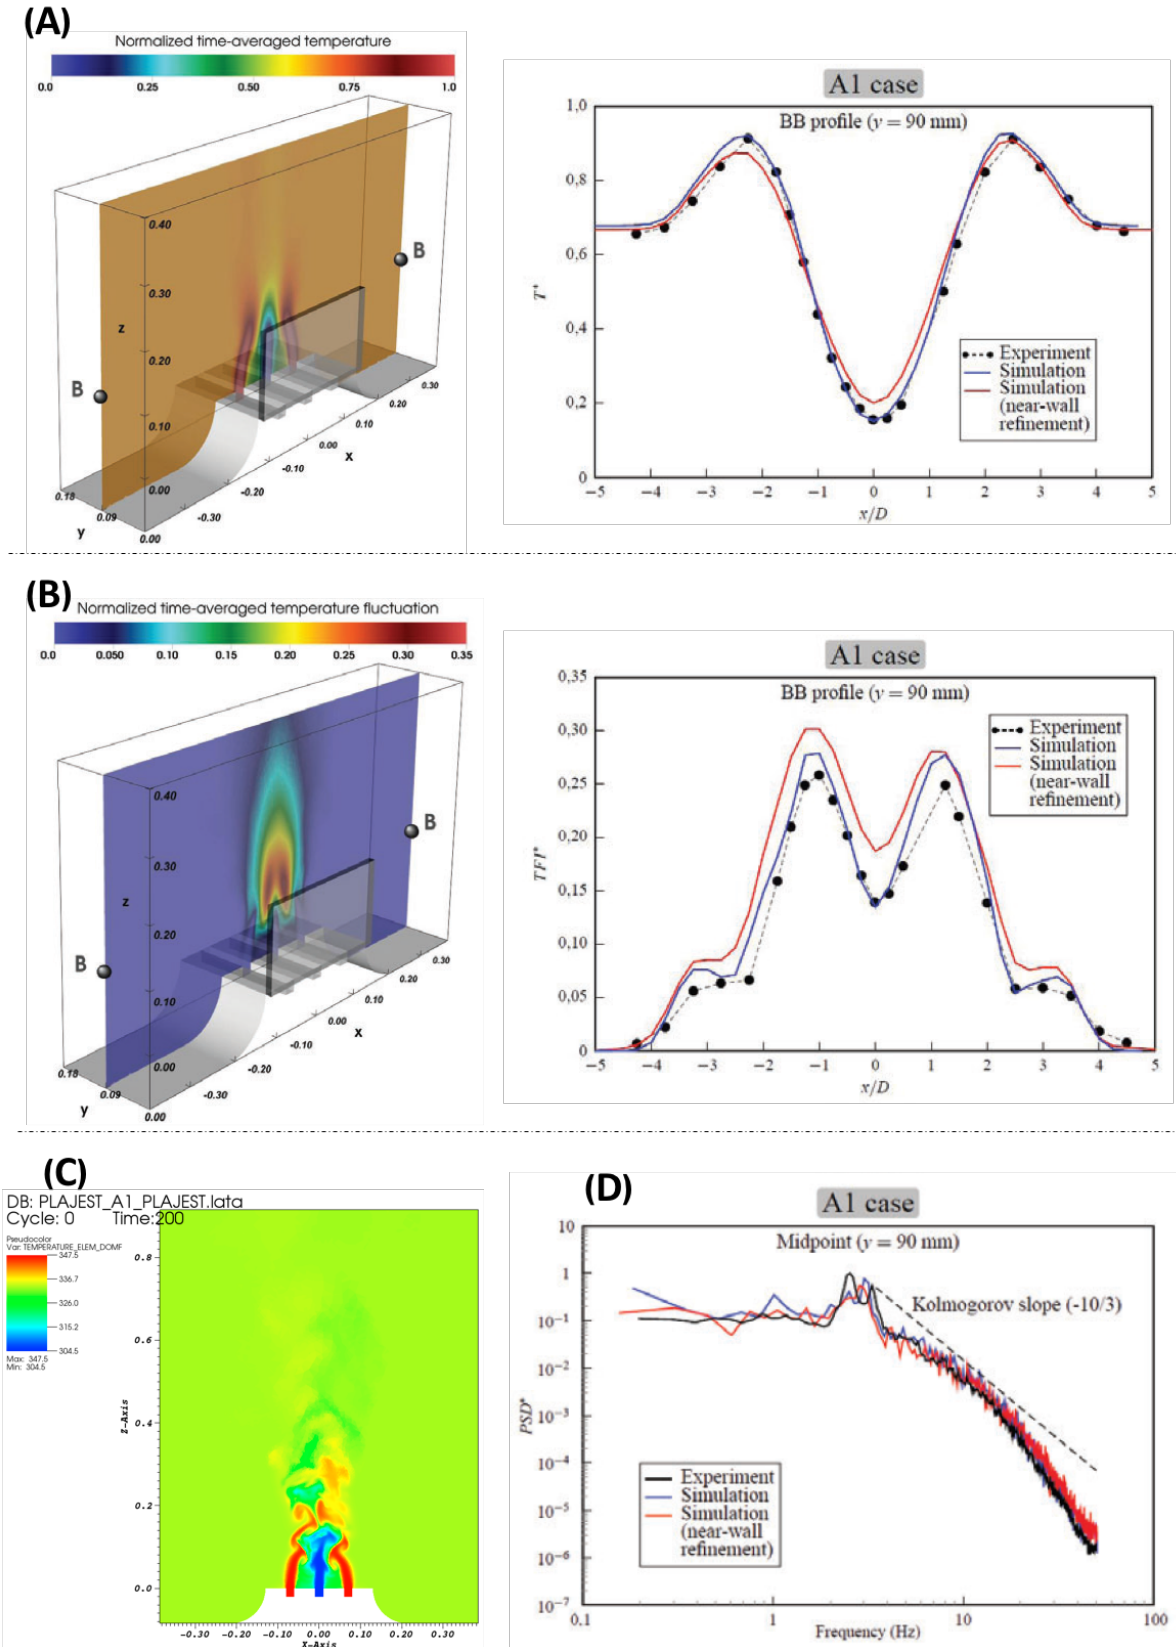 (A)
Normalized time-averaged temperature
0.0 0.25 0.50 0.75 1.0
0.40
0.30
z
0.20
0.10
0.00
B
B
0.30
0.20
0.10
0.00
x
-0.10
-0.20
-0.30
0.18
0.09
y
0.00
A1 case
BB profile (y = 90 mm)
1,0
0,8
0,6
0,4
0,2
0
T*
−5 −4 −3 −2 −1 0 1 2 3 4 5
x/D
Experiment
Simulation
Simulation
(near-wall
refinement)
(B)
Normalized time-averaged temperature fluctuation
0.0 0.050 0.10 0.15 0.20 0.25 0.30 0.35
0.40
0.30
z
0.20
0.10
0.00
B
B
0.30
0.20
0.10
0.00
x
-0.10
-0.20
-0.30
0.18
0.09
y
0.00
A1 case
BB profile (y = 90 mm)
0,35
0,30
0,25
0,20
0,15
0,10
0,05
0
TFI*
−5 −4 −3 −2 −1 0 1 2 3 4 5
x/D
Experiment
Simulation
Simulation
(near-wall
refinement)
(C)
DB: PLAJEST_A1_PLAJEST.lata
Cycle: 0 Time:200
Pseudocolor
Var: TEMPERATURE_ELEM_DOMF
347.5
336.7
326.0
315.2
304.5
Max: 347.5
Min: 304.5
0.8
0.6
Z-Axis
0.4
0.2
0.0
-0.30 -0.20 -0.10 0.00 0.10 0.20 0.30
X-Axis
(D)
A1 case
Midpoint (y = 90 mm)
Kolmogorov slope (-10/3)
10
1
10−1
10−2
10−3
10−4
10−5
10−6
10−7
PSD*
Experiment
Simulation
Simulation
(near-wall
refinement)
0.1 1 10 100
Frequency (Hz)